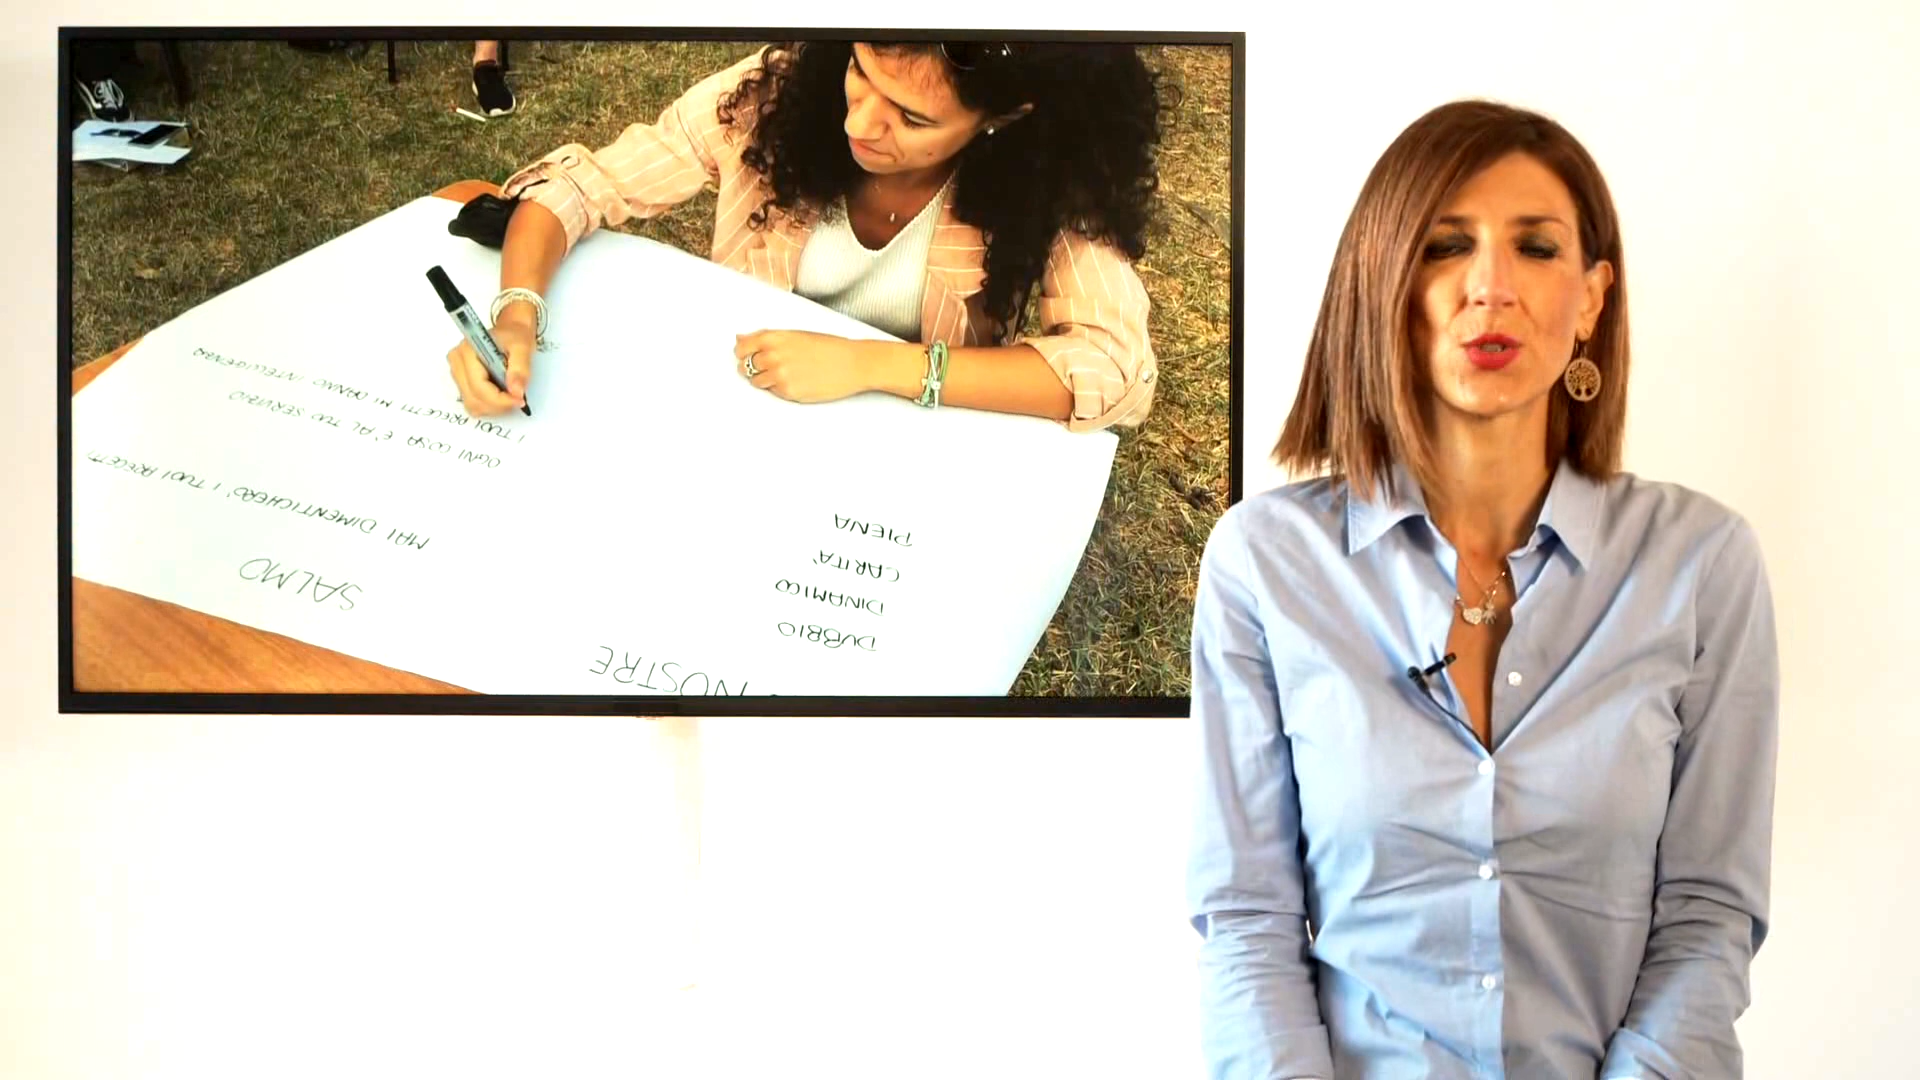 NOSTRE
DUBBIO
DINAMICO
CARITÀ
PIENA
SALMO
MAI DIMENTICHERÒ I TUOI PRECETTI
OGNI COSA È AL TUO SERVIZIO
I TUOI PRECETTI MI DANNO INTELLIGENZA